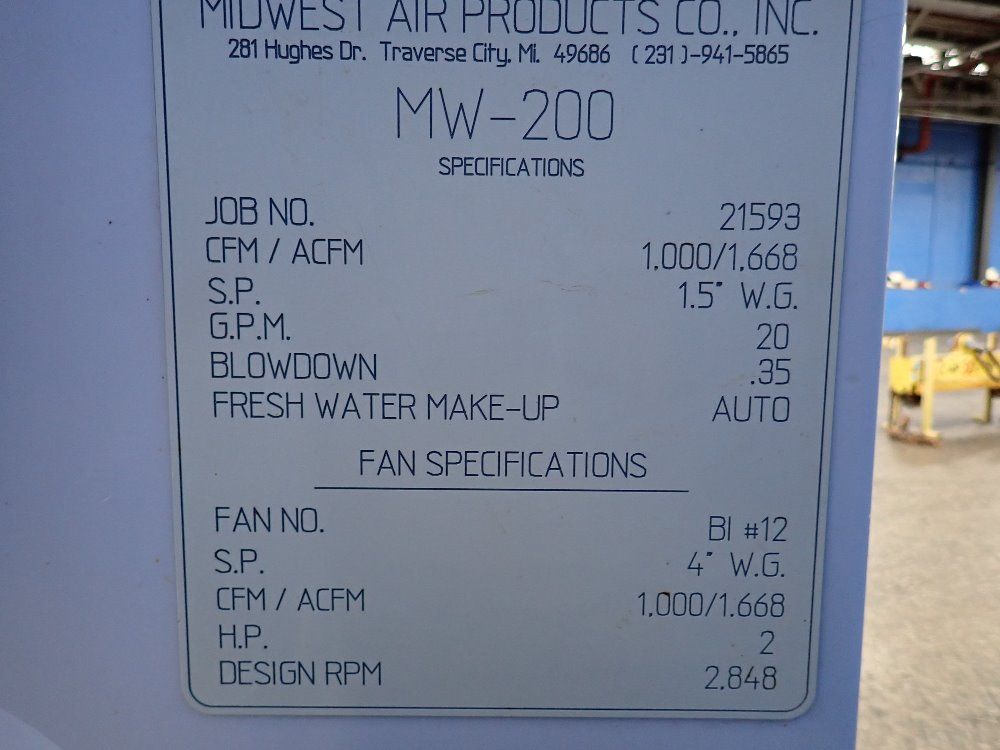 MIDWEST AIR PRODUCTS CO., INC.
281 Hughes Dr. Traverse City, Mi. 49686 (231)-941-5865
MW-200
SPECIFICATIONS
JOB NO. 21593
CFM / ACFM 1,000/1,668
S.P. 1.5" W.G.
G.P.M. 20
BLOWDOWN .35
FRESH WATER MAKE-UP AUTO
FAN SPECIFICATIONS
FAN NO. BI #12
S.P. 4" W.G.
CFM / ACFM 1,000/1,668
H.P. 2
DESIGN RPM 2,848